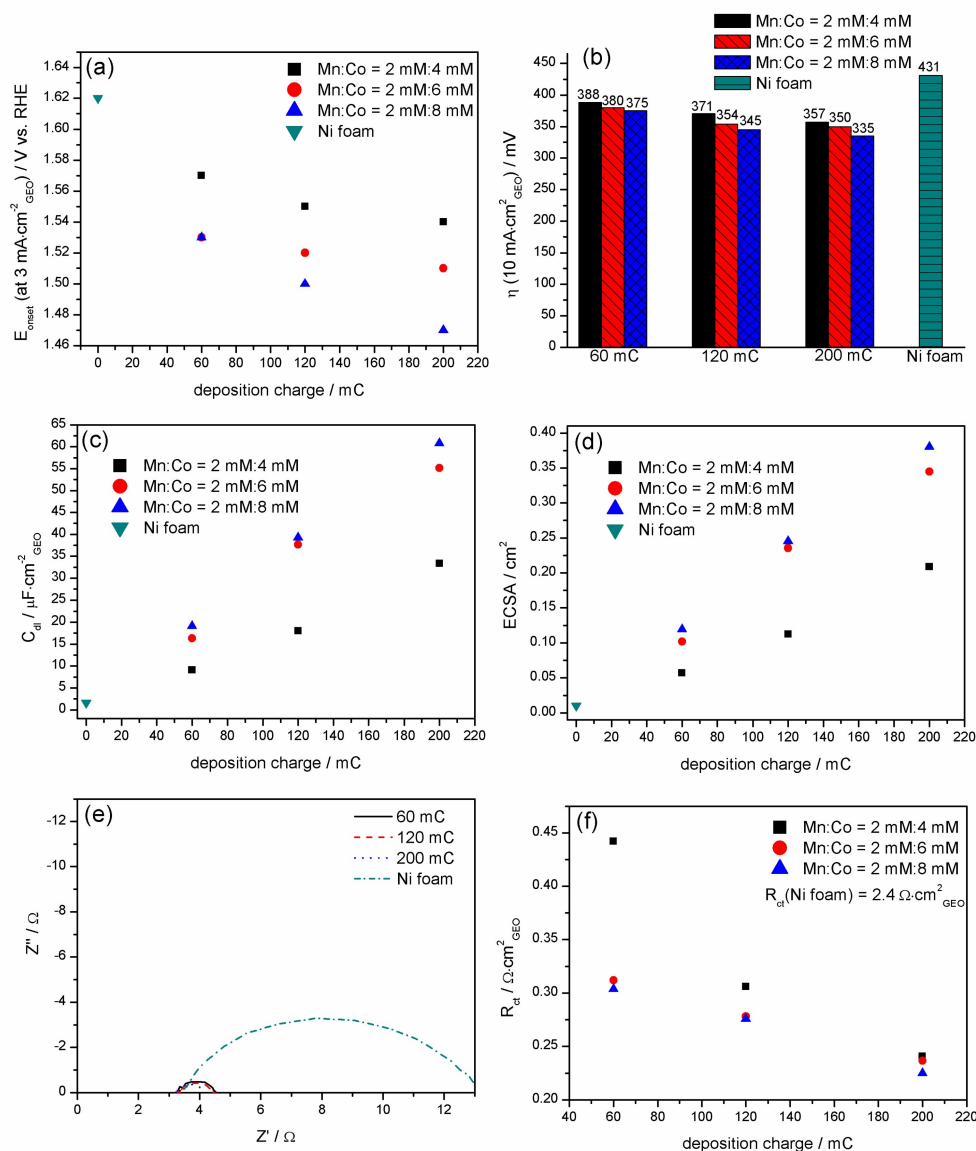 (a)
Mn:Co = 2 mM:4 mM
Mn:Co = 2 mM:6 mM
Mn:Co = 2 mM:8 mM
Ni foam
E_onset (at 3 mA·cm⁻²_GEO) / V vs. RHE
1.64
1.62
1.60
1.58
1.56
1.54
1.52
1.50
1.48
1.46
0 20 40 60 80 100 120 140 160 180 200 220
deposition charge / mC
(b)
Mn:Co = 2 mM:4 mM
Mn:Co = 2 mM:6 mM
Mn:Co = 2 mM:8 mM
Ni foam
η (10 mA·cm²_GEO) / mV
450
400
350
300
250
200
150
100
50
0
388 380 375
371 354 345
357 350 335
431
60 mC 120 mC 200 mC Ni foam
(c)
Mn:Co = 2 mM:4 mM
Mn:Co = 2 mM:6 mM
Mn:Co = 2 mM:8 mM
Ni foam
C_dl / μF·cm⁻²_GEO
65
60
55
50
45
40
35
30
25
20
15
10
5
0
0 20 40 60 80 100 120 140 160 180 200 220
deposition charge / mC
(d)
Mn:Co = 2 mM:4 mM
Mn:Co = 2 mM:6 mM
Mn:Co = 2 mM:8 mM
Ni foam
ECSA / cm²
0.40
0.35
0.30
0.25
0.20
0.15
0.10
0.05
0.00
0 20 40 60 80 100 120 140 160 180 200 220
deposition charge / mC
(e)
60 mC
120 mC
200 mC
Ni foam
Z'' / Ω
-12
-10
-8
-6
-4
-2
0
0 2 4 6 8 10 12
Z' / Ω
(f)
Mn:Co = 2 mM:4 mM
Mn:Co = 2 mM:6 mM
Mn:Co = 2 mM:8 mM
R_ct(Ni foam) = 2.4 Ω·cm²_GEO
R_ct / Ω·cm²_GEO
0.45
0.40
0.35
0.30
0.25
0.20
40 60 80 100 120 140 160 180 200 220
deposition charge / mC